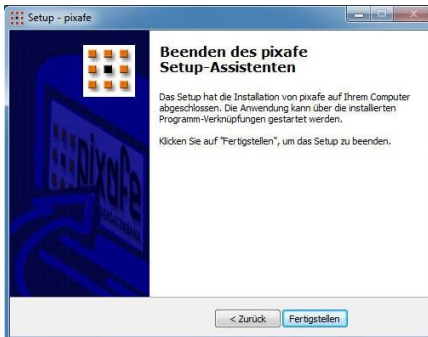 Setup - pixafe
Beenden des pixafe
Setup-Assistenten
Das Setup hat die Installation von pixafe auf Ihrem Computer
abgeschlossen. Die Anwendung kann über die installierten
Programm-Verknüpfungen gestartet werden.
Klicken Sie auf "Fertigstellen", um das Setup zu beenden.
pixafe
< Zurück
Fertigstellen